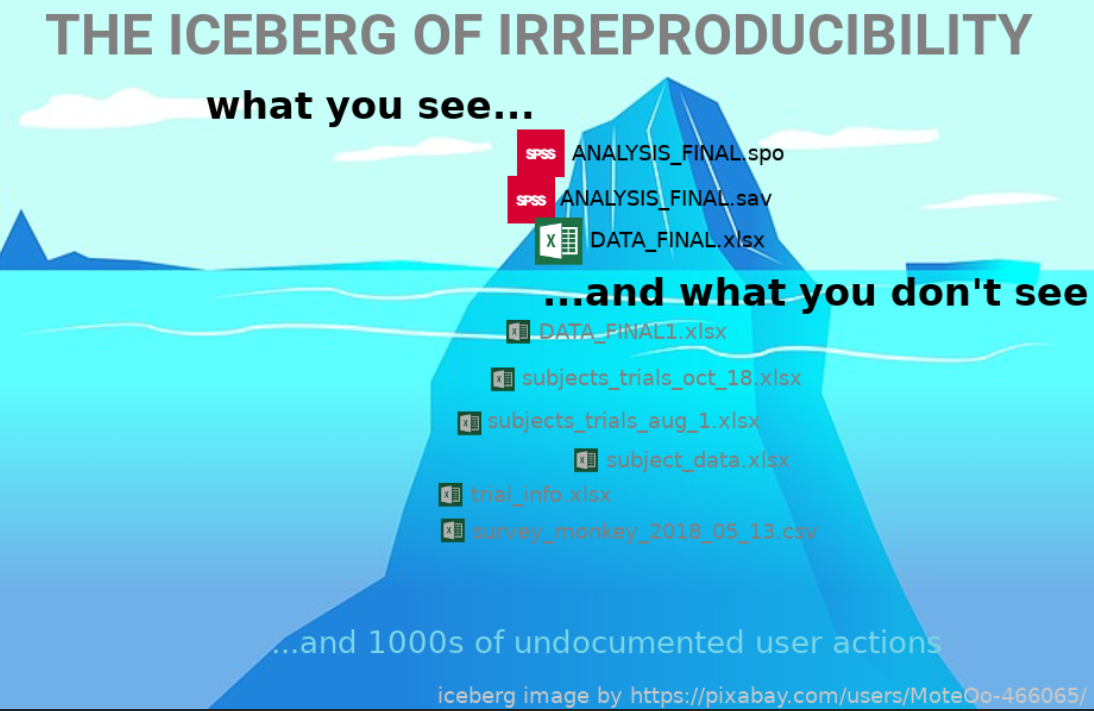 THE ICEBERG OF IRREPRODUCIBILITY
what you see...
SPSS ANALYSIS_FINAL.spo
SPSS ANALYSIS_FINAL.sav
X DATA_FINAL.xlsx
...and what you don't see
X DATA_FINAL1.xlsx
X subjects_trials_oct_18.xlsx
X subjects_trials_aug_1.xlsx
X subject_data.xlsx
X trial_info.xlsx
X survey_monkey_2018_05_13.csv
...and 1000s of undocumented user actions
iceberg image by https://pixabay.com/users/MoteOo-466065/